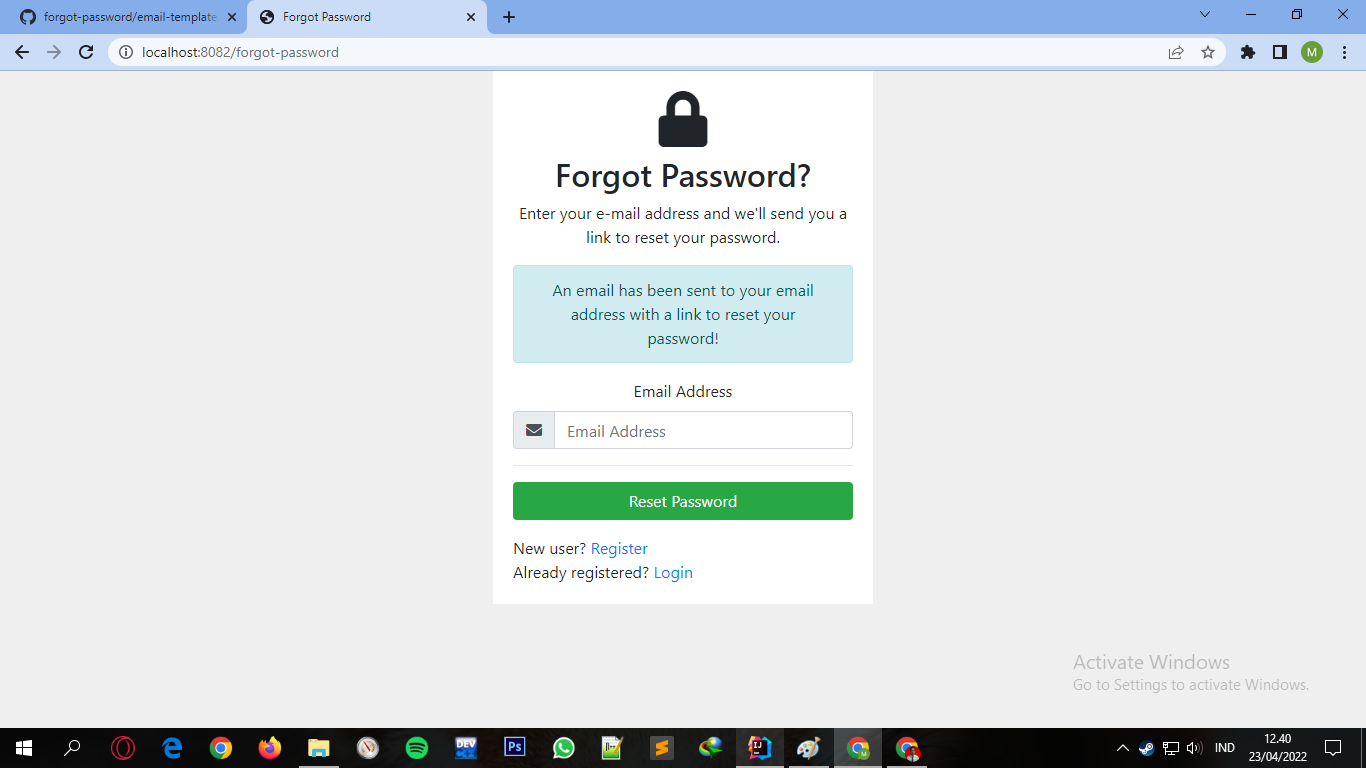 forgot-password/email-template
Forgot Password
localhost:8082/forgot-password
M
Forgot Password?
Enter your e-mail address and we'll send you a
link to reset your password.
An email has been sent to your email
address with a link to reset your
password!
Email Address
Email Address
Reset Password
New user? Register
Already registered? Login
Activate Windows
Go to Settings to activate Windows.
DEV
Ps
IJ
M
IND
12.40
23/04/2022